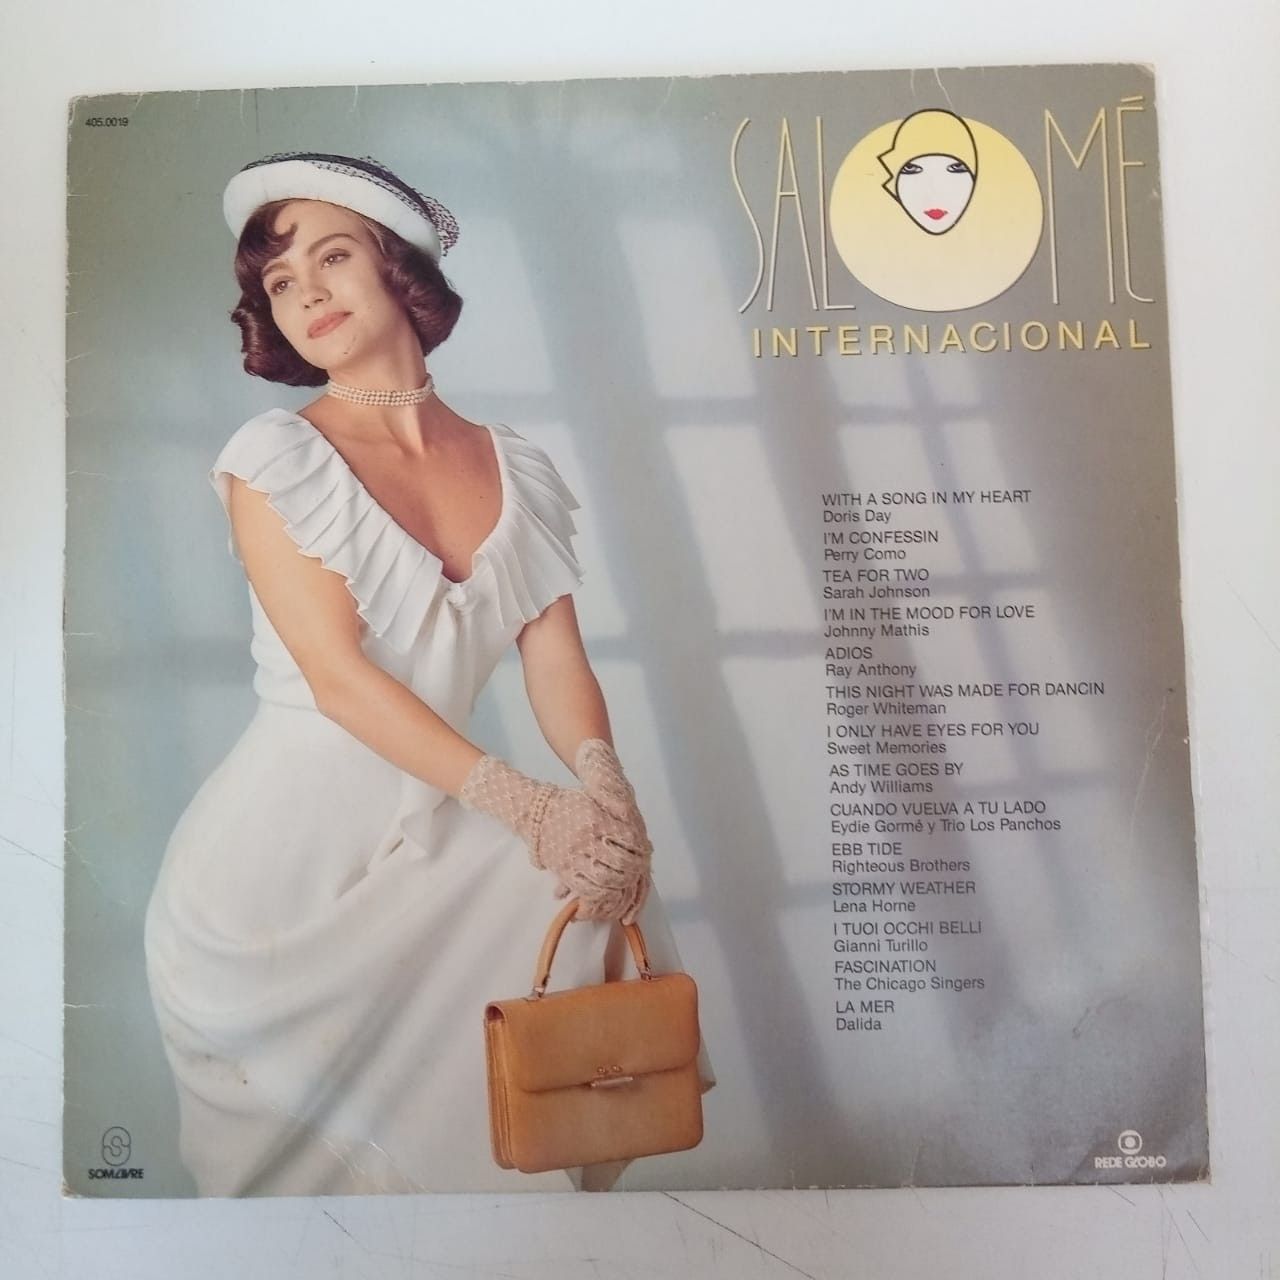 405.0019
SALOMÉ
INTERNACIONAL
WITH A SONG IN MY HEART
Doris Day
I'M CONFESSIN
Perry Como
TEA FOR TWO
Sarah Johnson
I'M IN THE MOOD FOR LOVE
Johnny Mathis
ADIOS
Ray Anthony
THIS NIGHT WAS MADE FOR DANCIN
Roger Whiteman
I ONLY HAVE EYES FOR YOU
Sweet Memories
AS TIME GOES BY
Andy Williams
CUANDO VUELVA A TU LADO
Eydie Gormé y Trio Los Panchos
EBB TIDE
Righteous Brothers
STORMY WEATHER
Lena Horne
I TUOI OCCHI BELLI
Gianni Turillo
FASCINATION
The Chicago Singers
LA MER
Dalida
SOM LIVRE
REDE GLOBO